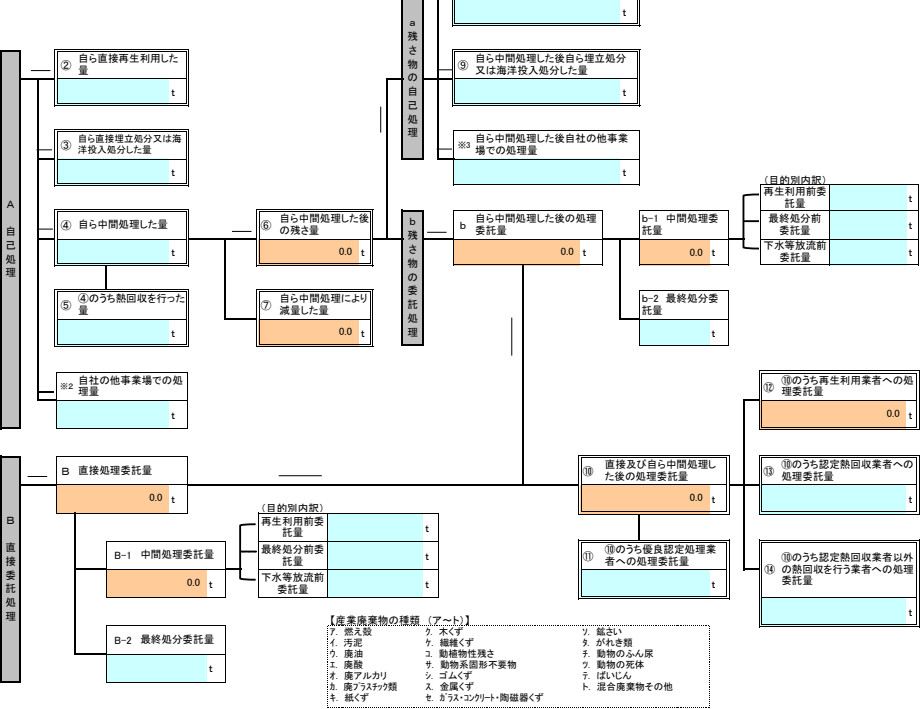 t
a 残さ物の自己処理
② 自ら直接再生利用した
量
t
⑨ 自ら中間処理した後自ら埋立処分
又は海洋投入処分した量
t
③ 自ら直接埋立処分又は海
洋投入処分した量
t
※3 自ら中間処理した後自社の他事業
場での処理量
t
A 自己処理
④ 自ら中間処理した量
t
⑥ 自ら中間処理した後
の残さ量
0.0 t
b 残さ物の委託処理
b 自ら中間処理した後の処理
委託量
0.0 t
b-1 中間処理委
託量
0.0 t
(目的別内訳)
再生利用前委
託量
t
最終処分前
委託量
t
下水等放流前
委託量
t
⑤ ④のうち熱回収を行った
量
t
⑦ 自ら中間処理により
減量した量
0.0 t
b-2 最終処分委
託量
t
※2 自社の他事業場での処
理量
t
⑫ ⑩のうち再生利用業者への処
理委託量
0.0 t
B 直接委託処理
B 直接処理委託量
0.0 t
⑩ 直接及び自ら中間処理し
た後の処理委託量
0.0 t
⑬ ⑩のうち認定熱回収業者への
処理委託量
t
(目的別内訳)
再生利用前委
託量
t
最終処分前委
託量
t
下水等放流前
委託量
t
B-1 中間処理委託量
0.0 t
⑪ ⑩のうち優良認定処理業
者への処理委託量
t
⑭ ⑩のうち認定熱回収業者以外
の熱回収を行う業者への処理
委託量
t
B-2 最終処分委託量
t
【産業廃棄物の種類 (ア～ト)】
ア. 燃え殻
イ. 汚泥
ウ. 廃油
エ. 廃酸
オ. 廃アルカリ
カ. 廃プラスチック類
キ. 紙くず
ク. 木くず
ケ. 繊維くず
コ. 動植物性残さ
サ. 動物系固形不要物
シ. ゴムくず
ス. 金属くず
セ. ガラス・コンクリート・陶磁器くず
ソ. 鉱さい
タ. がれき類
チ. 動物のふん尿
ツ. 動物の死体
テ. ばいじん
ト. 混合廃棄物その他